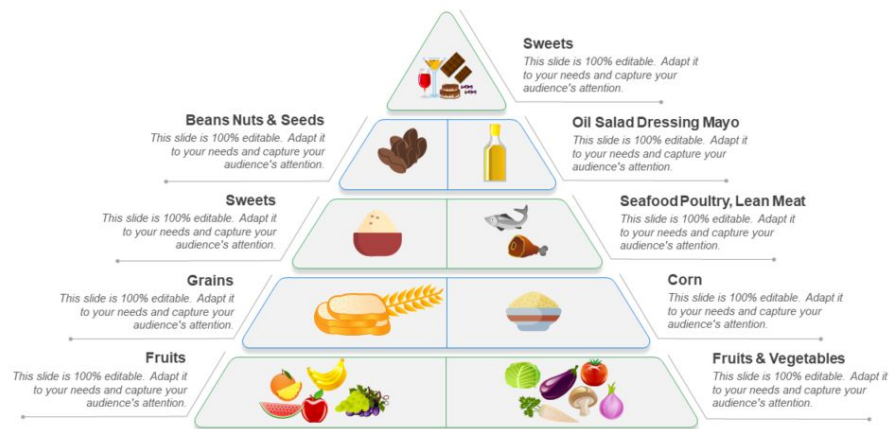 Sweets
This slide is 100% editable. Adapt it
to your needs and capture your
audience's attention.
Beans Nuts & Seeds
This slide is 100% editable. Adapt it
to your needs and capture your
audience's attention.
Oil Salad Dressing Mayo
This slide is 100% editable. Adapt it
to your needs and capture your
audience's attention.
Sweets
This slide is 100% editable. Adapt it
to your needs and capture your
audience's attention.
Seafood Poultry, Lean Meat
This slide is 100% editable. Adapt it
to your needs and capture your
audience's attention.
Grains
This slide is 100% editable. Adapt it
to your needs and capture your
audience's attention.
Corn
This slide is 100% editable. Adapt it
to your needs and capture your
audience's attention.
Fruits
This slide is 100% editable. Adapt it
to your needs and capture your
audience's attention.
Fruits & Vegetables
This slide is 100% editable. Adapt it
to your needs and capture your
audience's attention.